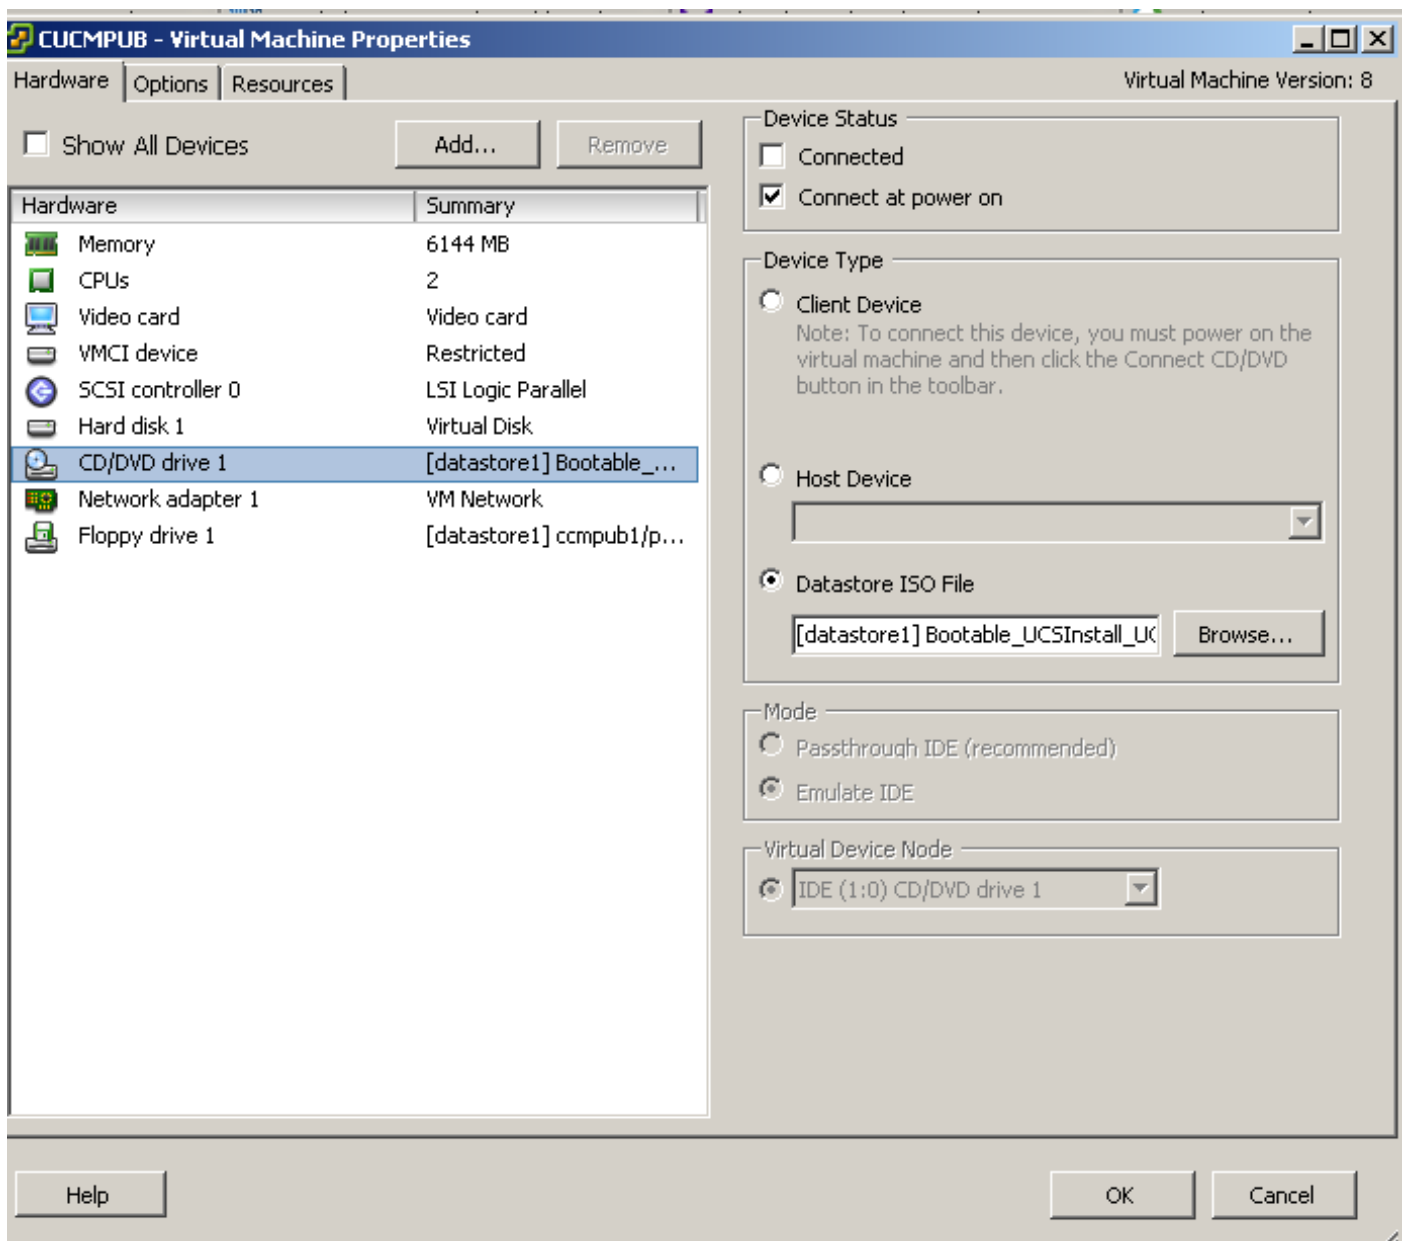 CUCMPUB - Virtual Machine Properties
Hardware Options Resources
Virtual Machine Version: 8
Show All Devices
Add...
Remove
Hardware Summary
Memory 6144 MB
CPUs 2
Video card Video card
VMCI device Restricted
SCSI controller 0 LSI Logic Parallel
Hard disk 1 Virtual Disk
CD/DVD drive 1 [datastore1] Bootable_...
Network adapter 1 VM Network
Floppy drive 1 [datastore1] ccmpub1/p...
Device Status
Connected
Connect at power on
Device Type
Client Device
Note: To connect this device, you must power on the
virtual machine and then click the Connect CD/DVD
button in the toolbar.
Host Device
Datastore ISO File
[datastore1] Bootable_UCSInstall_UC
Browse...
Mode
Passthrough IDE (recommended)
Emulate IDE
Virtual Device Node
IDE (1:0) CD/DVD drive 1
Help
OK
Cancel